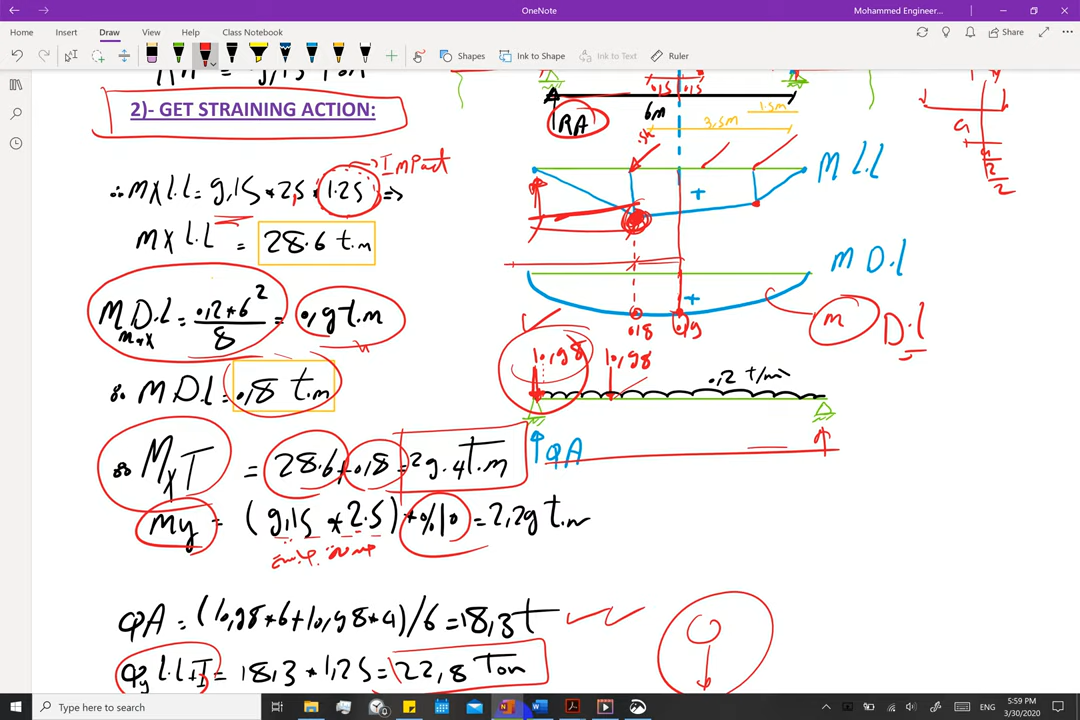 OneNote
Mohammed Engineer...
Home Insert Draw View Help Class Notebook
Share
Shapes Ink to Shape Ink to Text Ruler
2)- GET STRAINING ACTION:
RA
6m
1.5m
3,5m
M L.L
→ Impact
∴ MX L.L = 9,15 * 2,5 * 1.25 ⇒
MX L.L = 28.6 t.m
M D.L
M D.L max = 0,2*6² / 8 = 0,9 t.m
0,8
0,9
m D.L
∴ M D.L = 0,8 t.m
10,98 10,98
0,2 t/m
QA
∴ MXT = 28.6 + 0,8 = 29.4 T.m
My = (9,15 * 2.5) * %10 = 2,29 t.m
QA = (10,98*6+10,98*4)/6 = 18,3 t
Qy L.L+I = 18,3 * 1,25 = 22,8 Ton
Type here to search
ENG
5:59 PM
3/30/2020